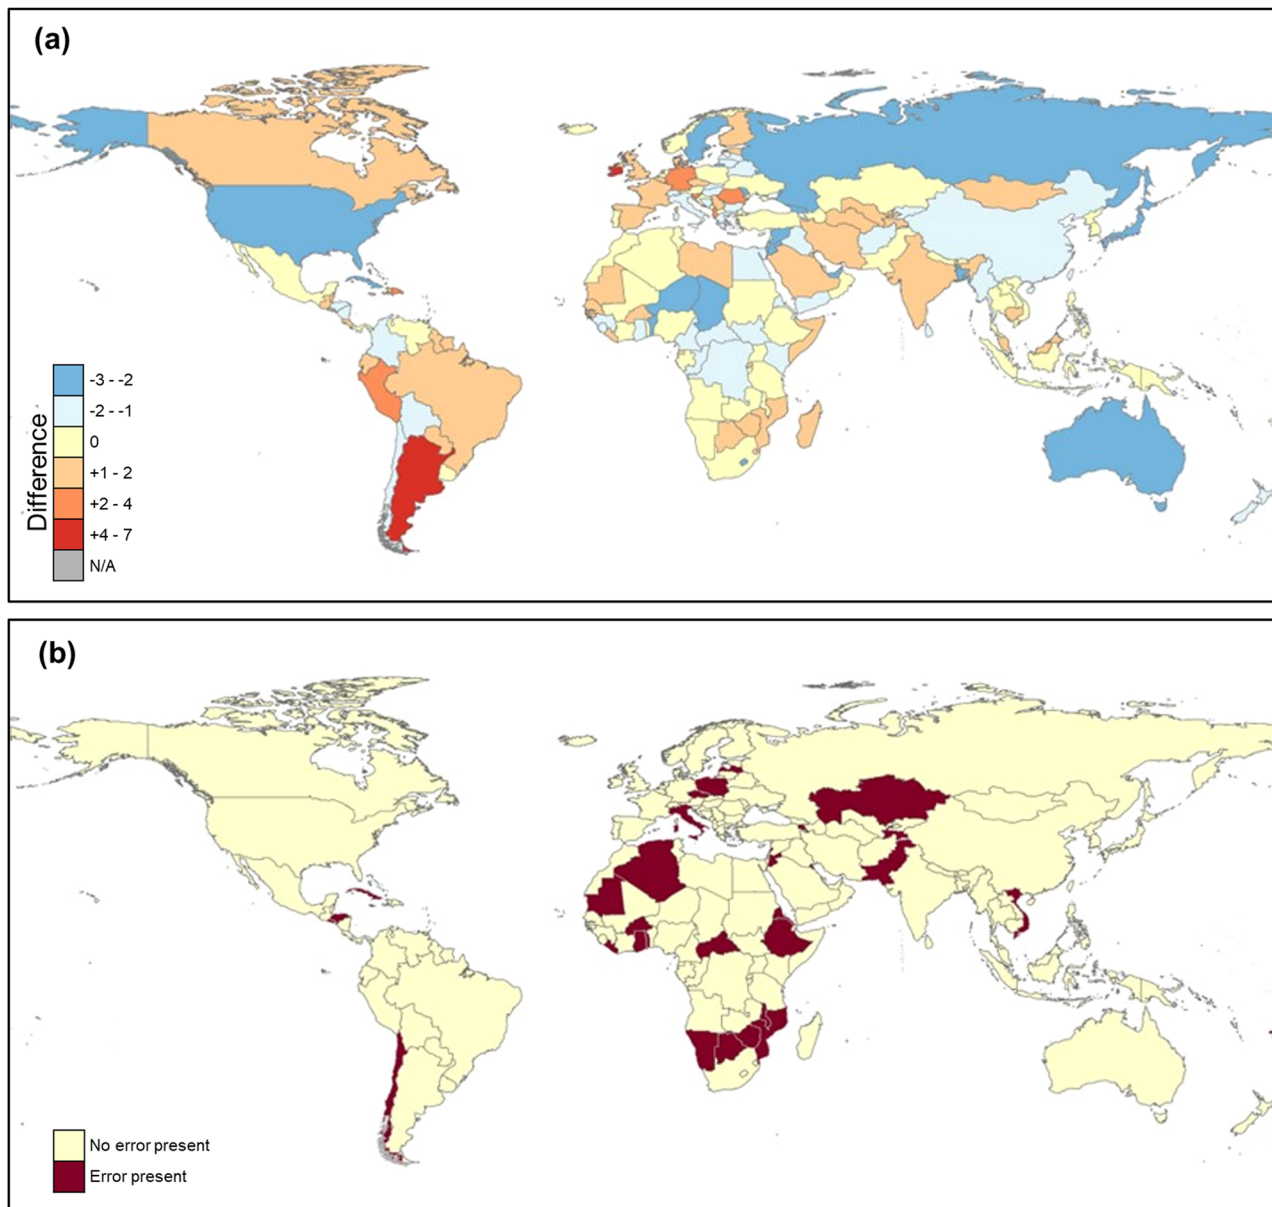 (a)
Difference
-3 - -2
-2 - -1
0
+1 - 2
+2 - 4
+4 - 7
N/A
(b)
No error present
Error present